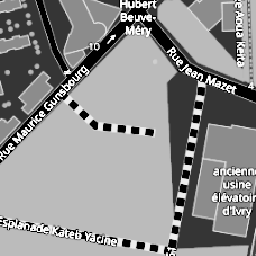 Hubert
Beuve-
Méry
10
Rue Jean Mazet
Rue Maurice Gunsbourg
ancienne
usine
élévatoire
d'Ivry
Esplanade Kateb Yacine